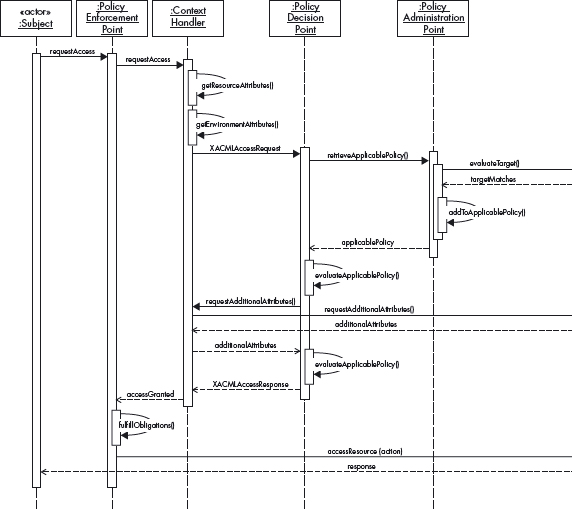 «actor»
:Subject
:Policy
Enforcement
Point
:Context
Handler
:Policy
Decision
Point
:Policy
Administration
Point
requestAccess
requestAccess
getResourceAttributes()
getEnvironmentAttributes()
XACMLAccessRequest
retrieveApplicablePolicy()
evaluateTarget()
targetMatches
addToApplicablePolicy()
applicablePolicy
evaluateApplicablePolicy()
requestAdditionalAttributes()
requestAdditionalAttributes()
additionalAttributes
additionalAttributes
evaluateApplicablePolicy()
XACMLAccessResponse
accessGranted
fulfillObligations()
accessResource (action)
response